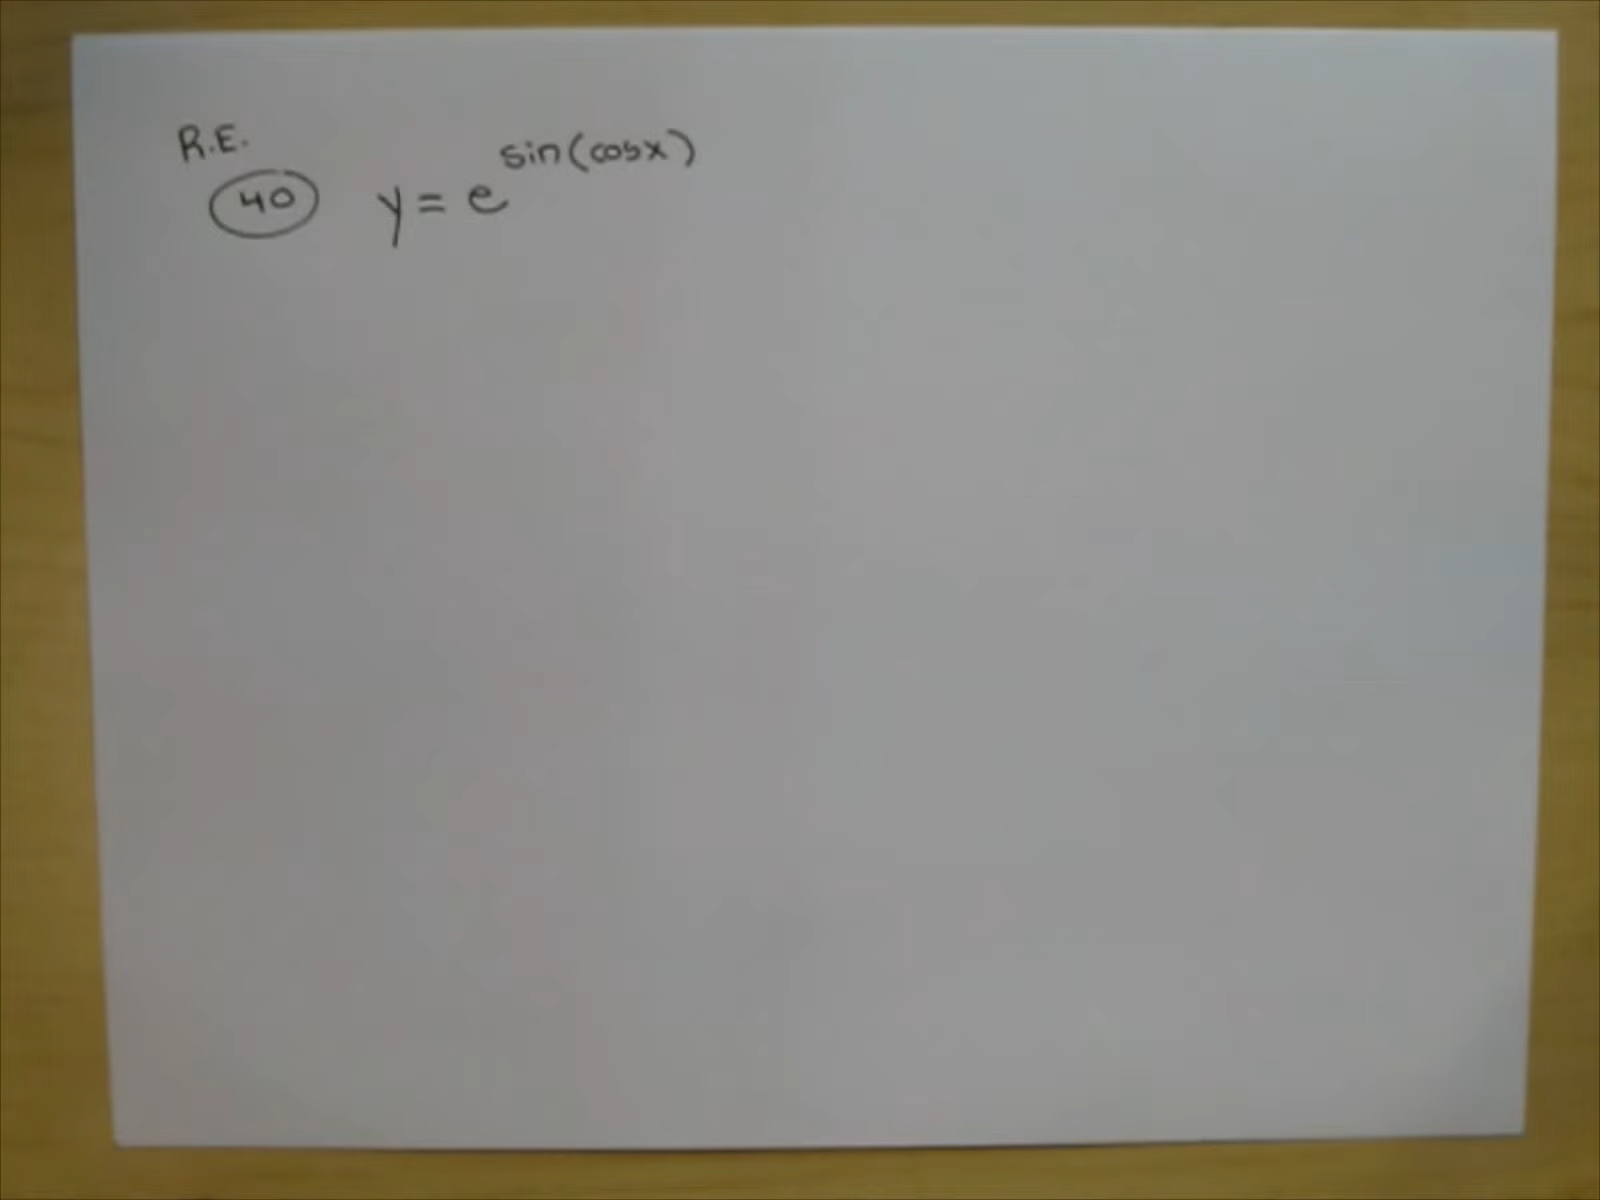 R.E.
40 y = e^sin(cosx)